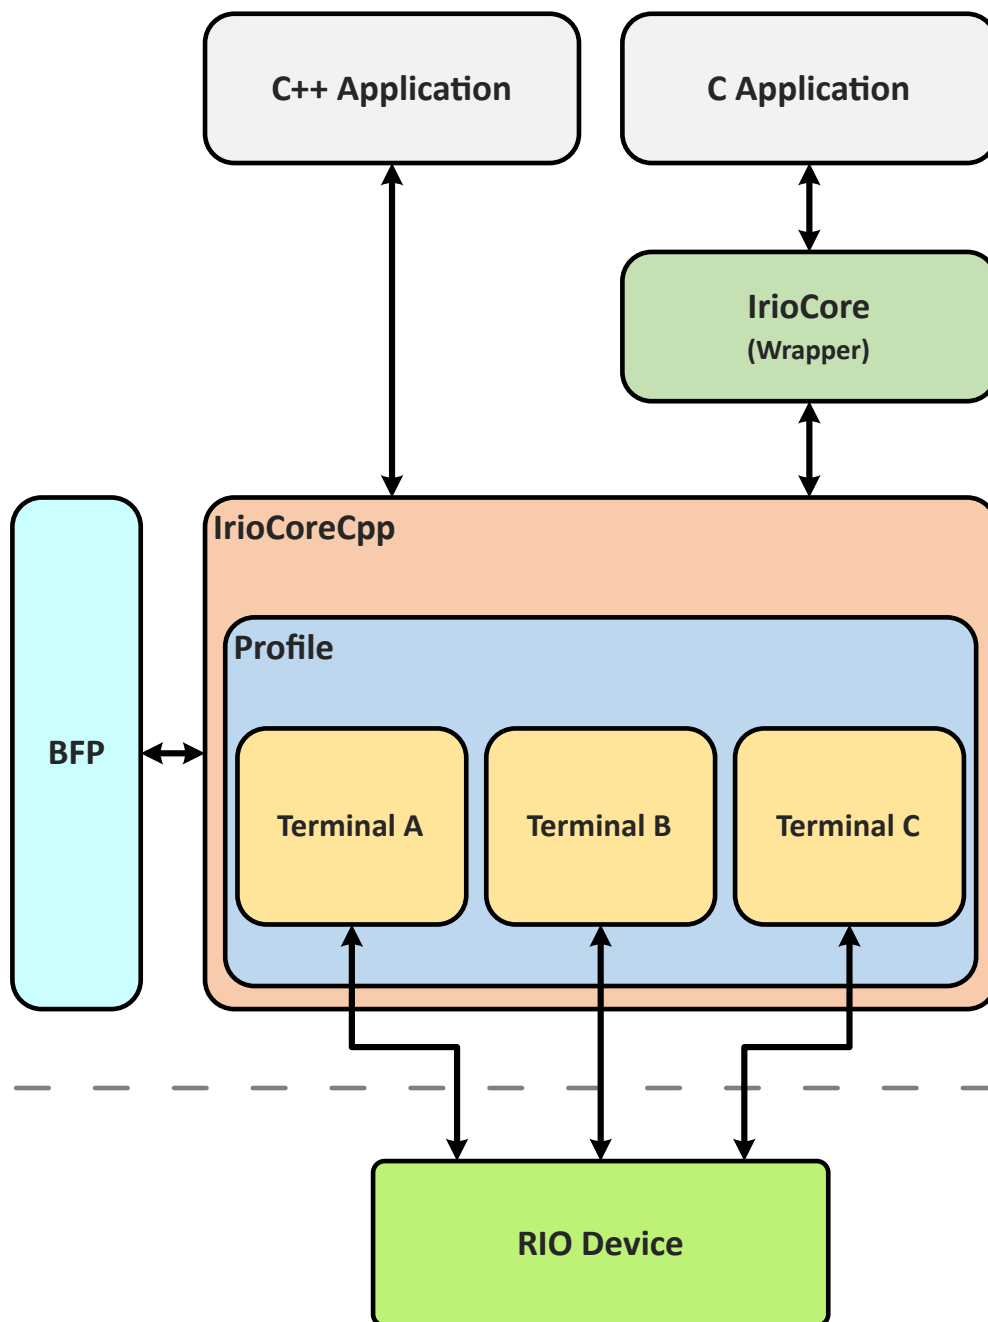 C++ Application
C Application
IrioCore
(Wrapper)
IrioCoreCpp
Profile
BFP
Terminal A
Terminal B
Terminal C
RIO Device